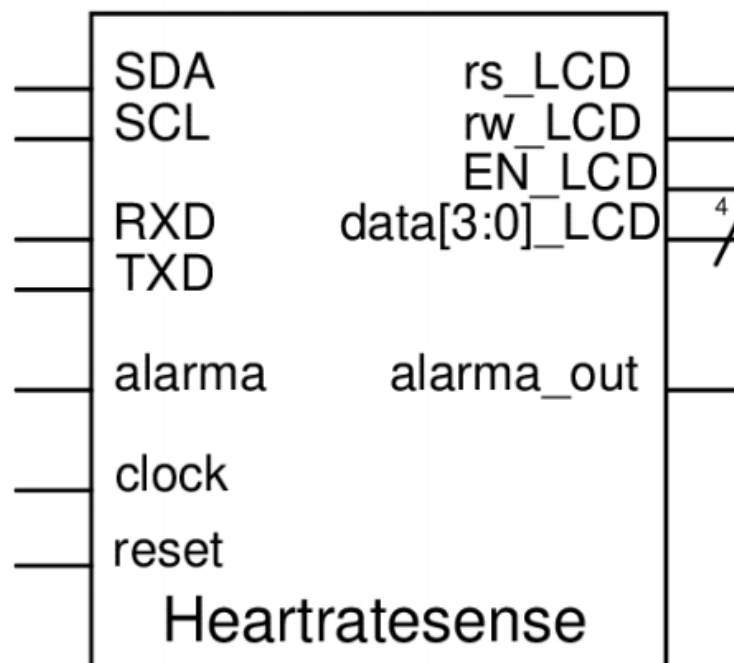 SDA rs_LCD
SCL rw_LCD
EN_LCD
4
RXD data[3:0]_LCD
TXD
alarma alarma_out
clock
reset
Heartratesense